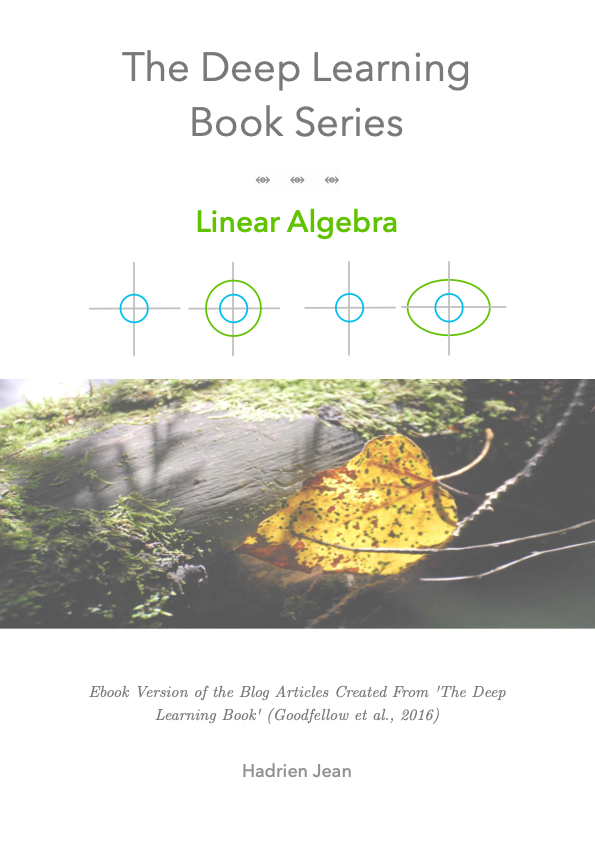 The Deep Learning
Book Series
Linear Algebra
Ebook Version of the Blog Articles Created From 'The Deep
Learning Book' (Goodfellow et al., 2016)
Hadrien Jean